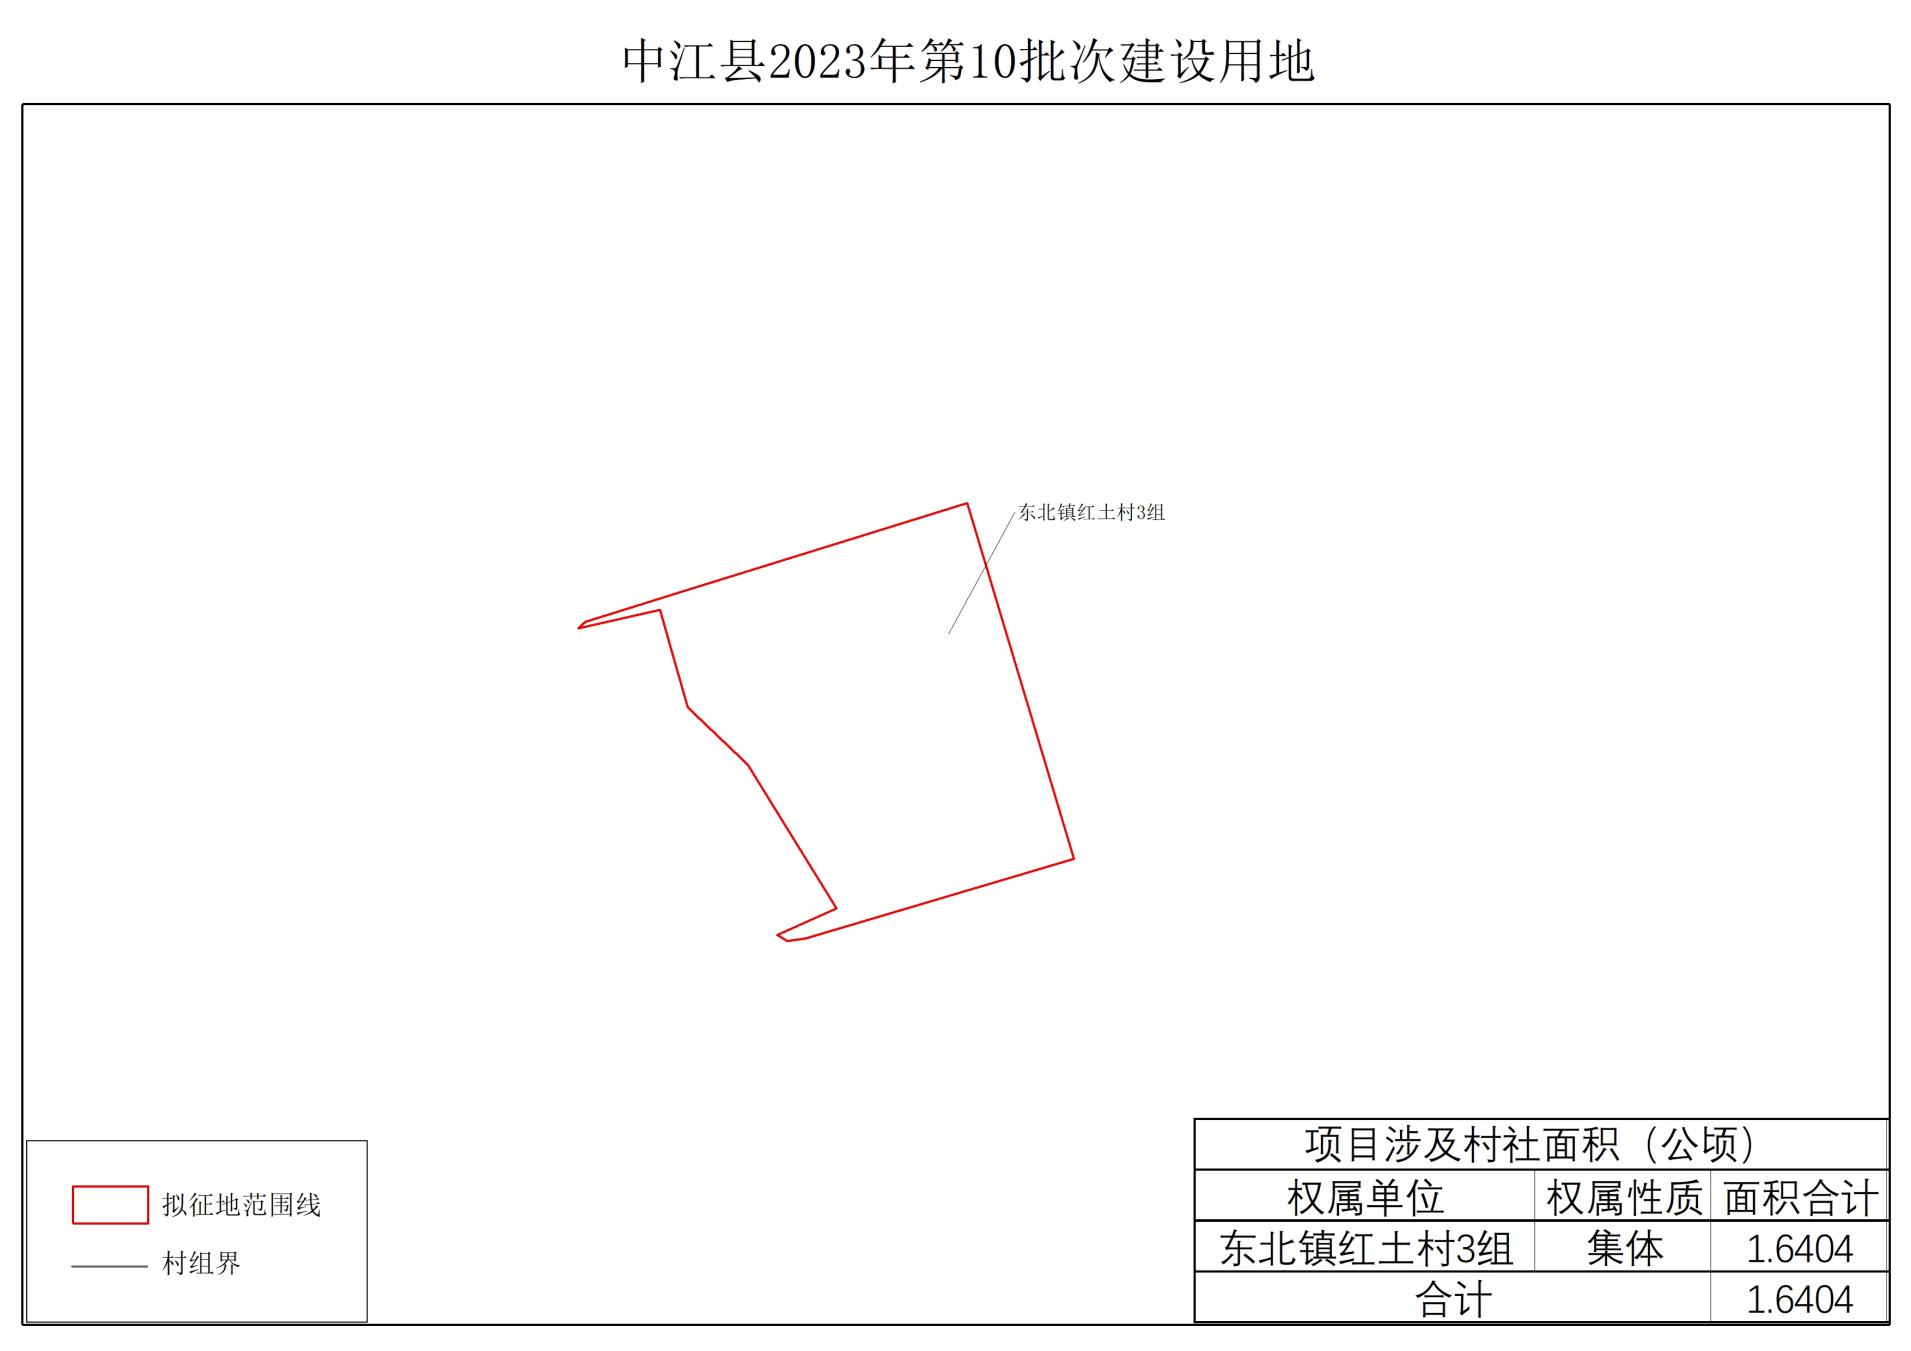 中江县2023年第10批次建设用地
东北镇红土村3组
拟征地范围线
村组界
项目涉及村社面积（公顷）
权属单位 权属性质 面积合计
东北镇红土村3组 集体 1.6404
合计 1.6404